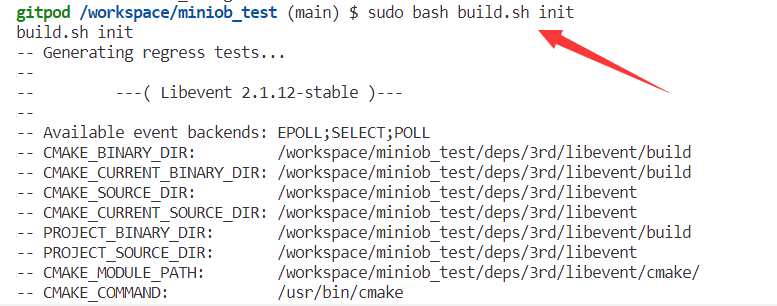 gitpod /workspace/miniob_test (main) $ sudo bash build.sh init
build.sh init
-- Generating regress tests...
--
--         ---( Libevent 2.1.12-stable )---
--
-- Available event backends: EPOLL;SELECT;POLL
-- CMAKE_BINARY_DIR:         /workspace/miniob_test/deps/3rd/libevent/build
-- CMAKE_CURRENT_BINARY_DIR: /workspace/miniob_test/deps/3rd/libevent/build
-- CMAKE_SOURCE_DIR:         /workspace/miniob_test/deps/3rd/libevent
-- CMAKE_CURRENT_SOURCE_DIR: /workspace/miniob_test/deps/3rd/libevent
-- PROJECT_BINARY_DIR:       /workspace/miniob_test/deps/3rd/libevent/build
-- PROJECT_SOURCE_DIR:       /workspace/miniob_test/deps/3rd/libevent
-- CMAKE_MODULE_PATH:        /workspace/miniob_test/deps/3rd/libevent/cmake/
-- CMAKE_COMMAND:            /usr/bin/cmake